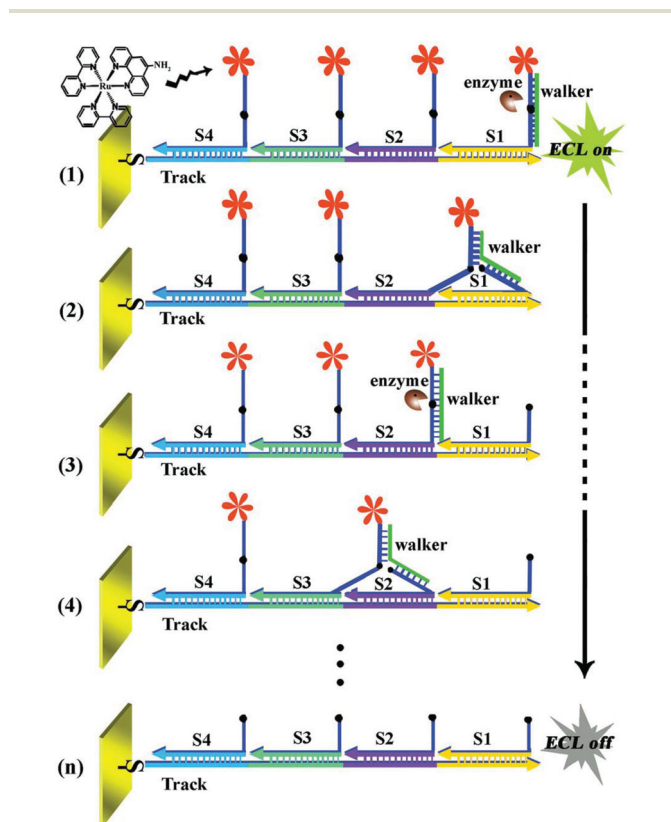 N
N
NH2
N
Ru
N
N
N
enzyme
walker
S4 S3 S2 S1
ECL on
(1)
-S
Track
walker
S4 S3 S2 S1
(2)
-S
Track
enzyme
walker
S4 S3 S2 S1
(3)
-S
Track
walker
S4 S3 S2 S1
(4)
-S
Track
S4 S3 S2 S1
ECL off
(n)
-S
Track